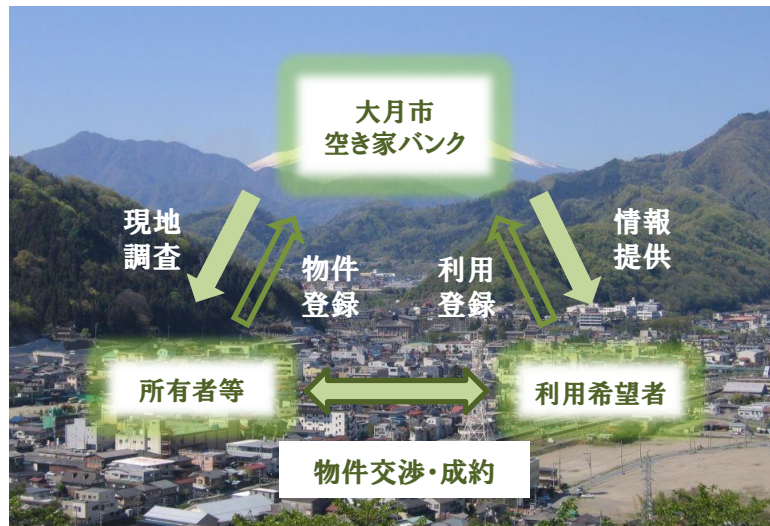 大月市
空き家バンク
現地
調査
物件
登録
利用
登録
情報
提供
所有者等
利用希望者
物件交渉・成約